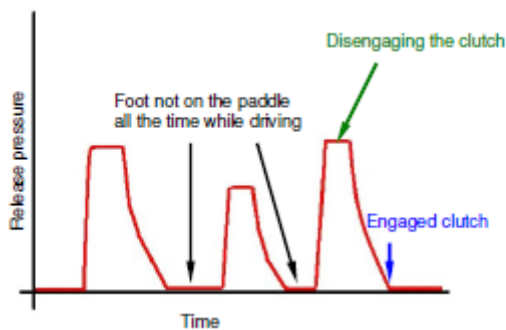 Disengaging the clutch
Foot not on the paddle
all the time while driving
Release pressure
Engaged clutch
Time